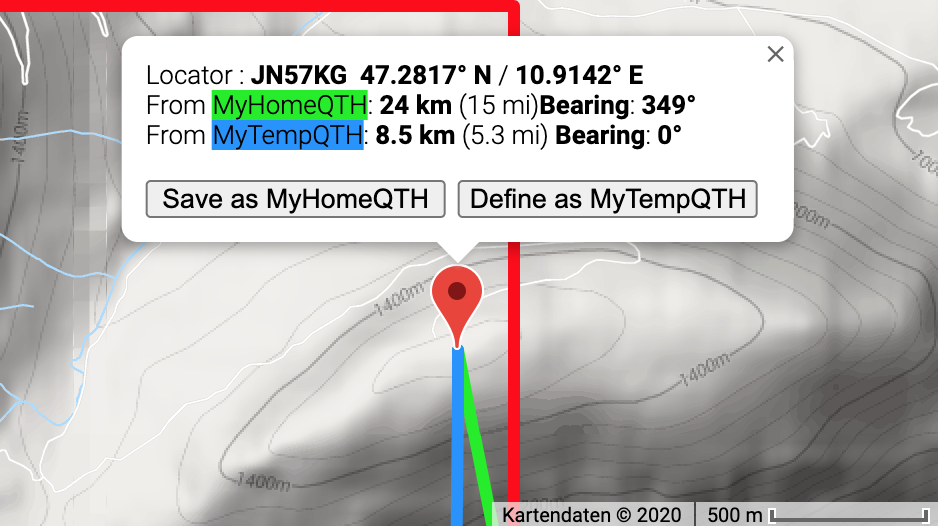 Locator : JN57KG 47.2817° N / 10.9142° E
From MyHomeQTH: 24 km (15 mi)Bearing: 349°
From MyTempQTH: 8.5 km (5.3 mi) Bearing: 0°
Save as MyHomeQTH
Define as MyTempQTH
1400m
1400m
1400m
1400m
Kartendaten © 2020
500 m